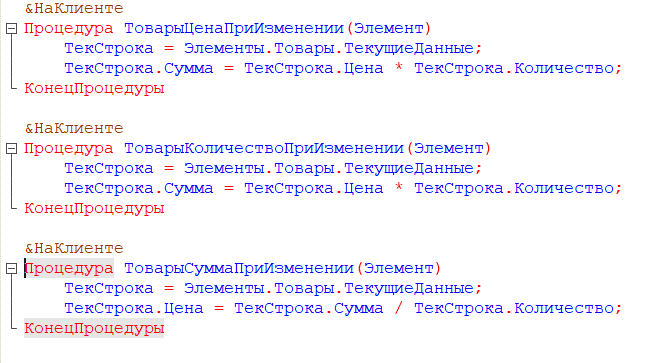 &НаКлиенте
Процедура ТоварыЦенаПриИзменении(Элемент)
ТекСтрока = Элементы.Товары.ТекущиеДанные;
ТекСтрока.Сумма = ТекСтрока.Цена * ТекСтрока.Количество;
КонецПроцедуры
&НаКлиенте
Процедура ТоварыКоличествоПриИзменении(Элемент)
ТекСтрока = Элементы.Товары.ТекущиеДанные;
ТекСтрока.Сумма = ТекСтрока.Цена * ТекСтрока.Количество;
КонецПроцедуры
&НаКлиенте
Процедура ТоварыСуммаПриИзменении(Элемент)
ТекСтрока = Элементы.Товары.ТекущиеДанные;
ТекСтрока.Цена = ТекСтрока.Сумма / ТекСтрока.Количество;
КонецПроцедуры